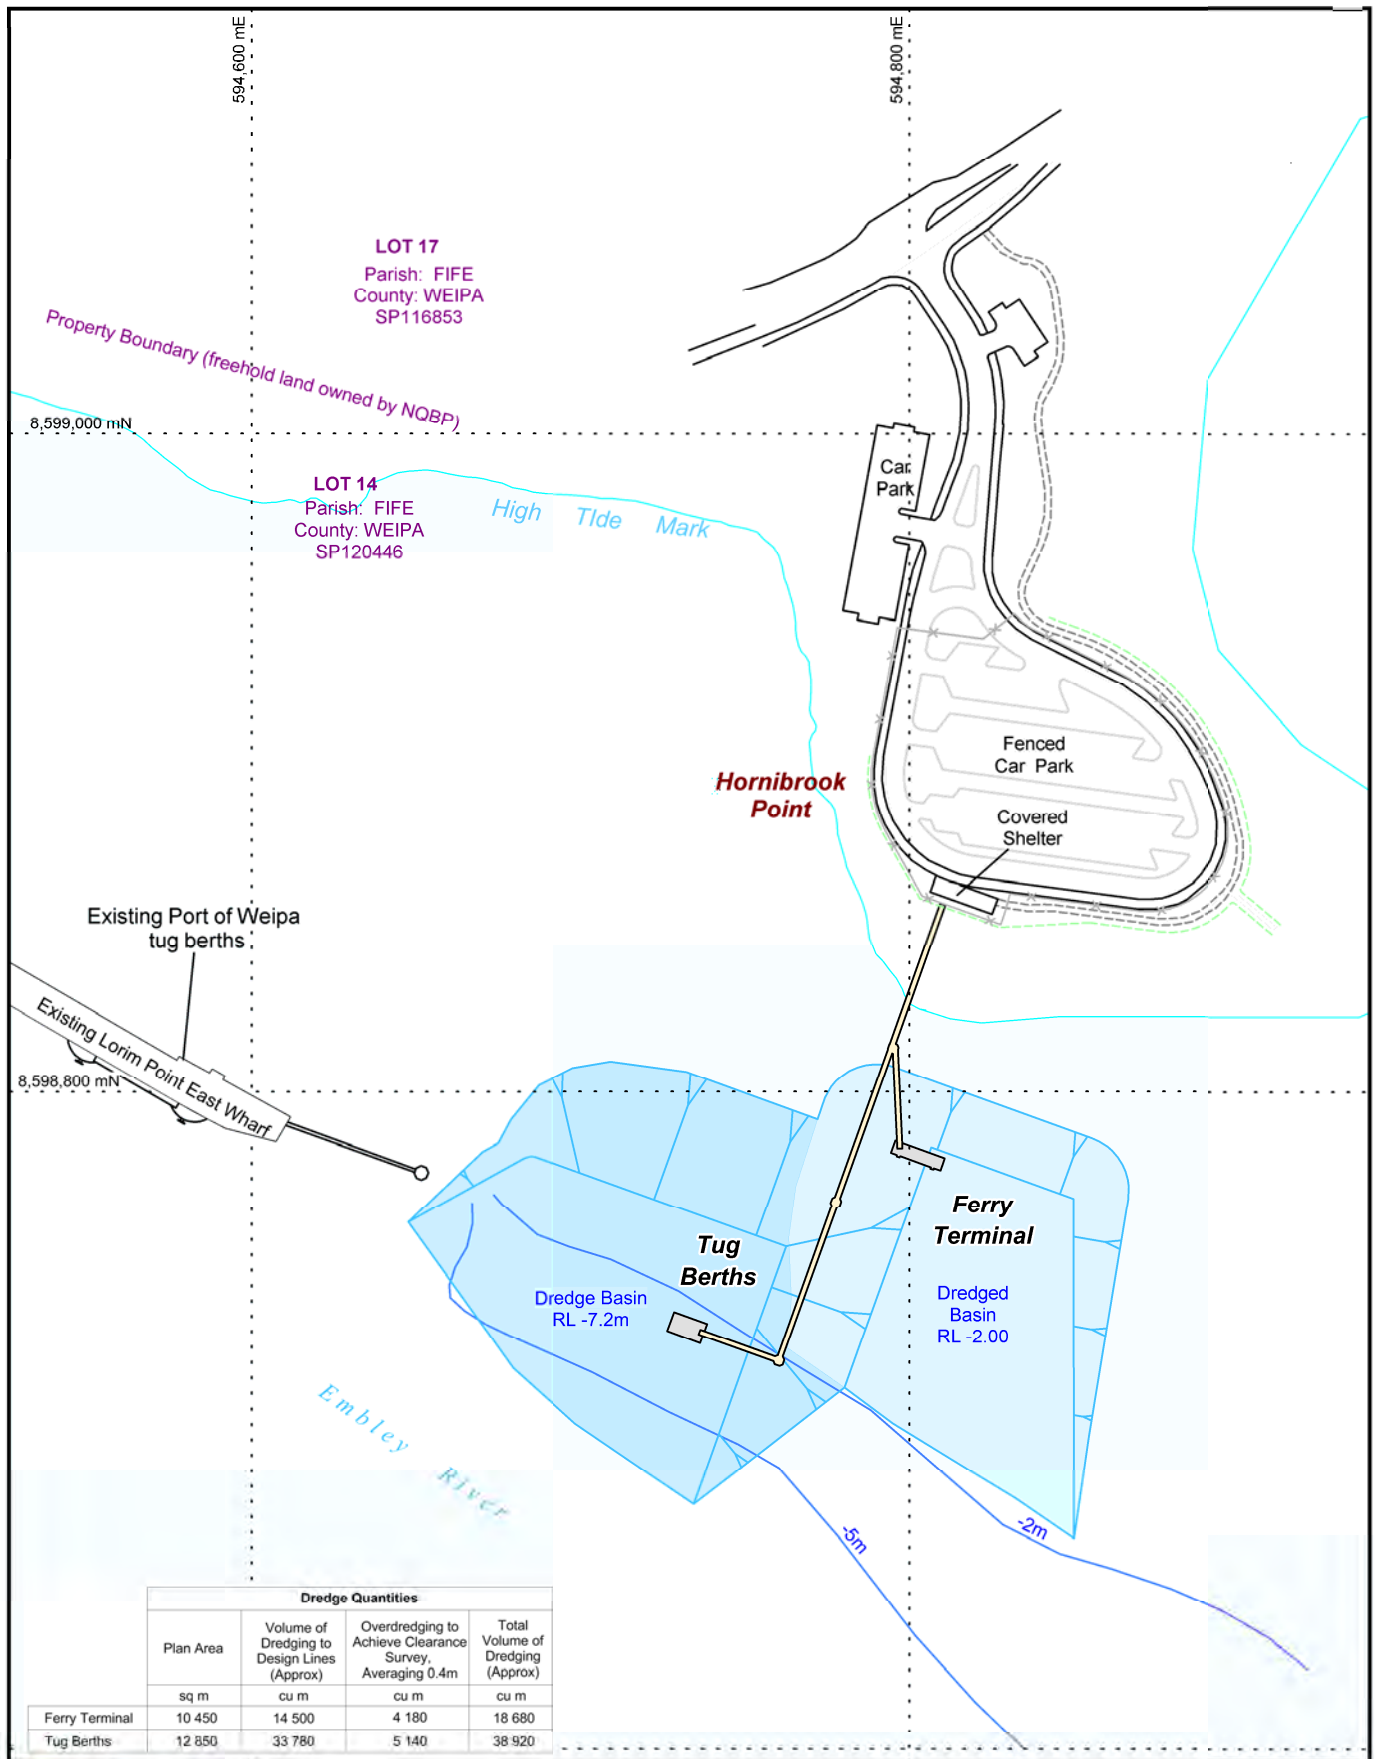 594,600 mE
594,800 mE
LOT 17
Parish: FIFE
County: WEIPA
SP116853
Property Boundary (freehold land owned by NQBP)
8,599,000 mN
LOT 14
Parish: FIFE
County: WEIPA
SP120446
High TIde Mark
Car
Park
Fenced
Car Park
Hornibrook
Point
Covered
Shelter
Existing Port of Weipa
tug berths
Existing Lorim Point East Wharf
8,598,800 mN
Ferry
Terminal
Tug
Berths
Dredge Basin
RL -7.2m
Dredged
Basin
RL -2.00
Embley River
-5m
-2m
Dredge Quantities
Plan Area
Volume of
Dredging to
Design Lines
(Approx)
Overdredging to
Achieve Clearance
Survey,
Averaging 0.4m
Total
Volume of
Dredging
(Approx)
sq m cu m cu m cu m
Ferry Terminal 10 450 14 500 4 180 18 680
Tug Berths 12 850 33 780 5 140 38 920